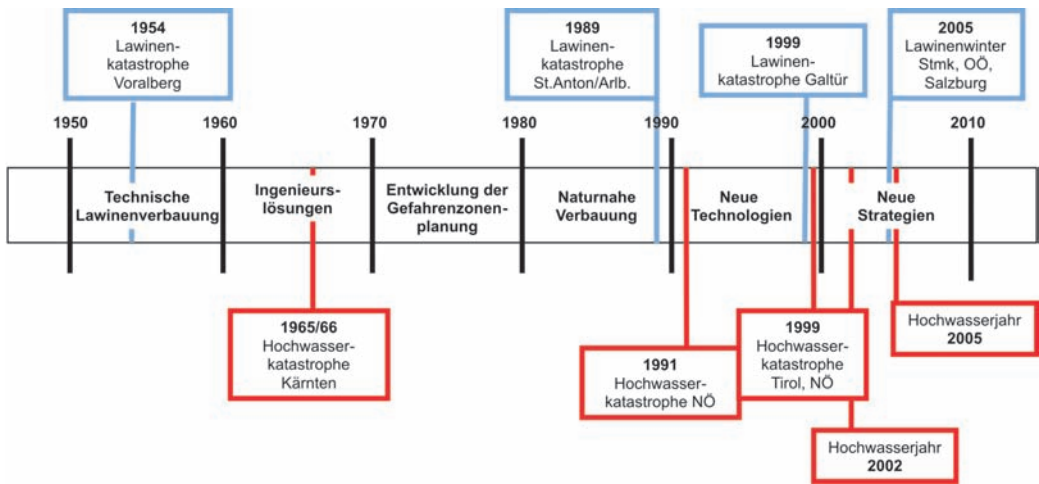 1954
Lawinen-
katastrophe
Voralberg
1989
Lawinen-
katastrophe
St.Anton/Arlb.
1999
Lawinen-
katastrophe Galtür
2005
Lawinenwinter
Stmk, OÖ,
Salzburg
1950
1960
1970
1980
1990
2000
2010
Technische
Lawinenverbauung
Ingenieurs-
lösungen
Entwicklung der
Gefahrenzonen-
planung
Naturnahe
Verbauung
Neue
Technologien
Neue
Strategien
1965/66
Hochwasser-
katastrophe
Kärnten
1991
Hochwasser-
katastrophe NÖ
1999
Hochwasser-
katastrophe
Tirol, NÖ
Hochwasserjahr
2005
Hochwasserjahr
2002